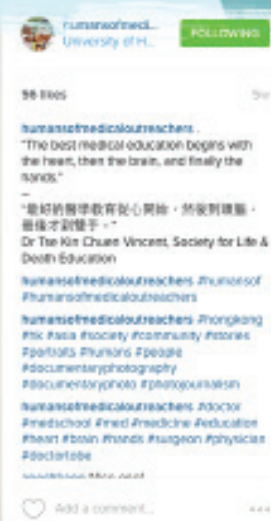 humansofmedi...
University of H...
FOLLOWING
98 likes
5w
humansofmedicaloutreachers .
"The best medical education begins with
the heart, then the brain, and finally the
hands."
—
"最好的醫學教育從心開始，然後到頭腦，
最後才到雙手。"
Dr Tse Kin Chuen Vincent, Society for Life &
Death Education
humansofmedicaloutreachers #humansof
#humansofmedicaloutreachers
humansofmedicaloutreachers #hongkong
#hk #asia #society #community #stories
#portraits #humans #people
#documentaryphotography
#documentaryphoto #photojournalism
humansofmedicaloutreachers #doctor
#medschool #med #medicine #education
#heart #brain #hands #surgeon #physician
#doctortobe
Add a comment...